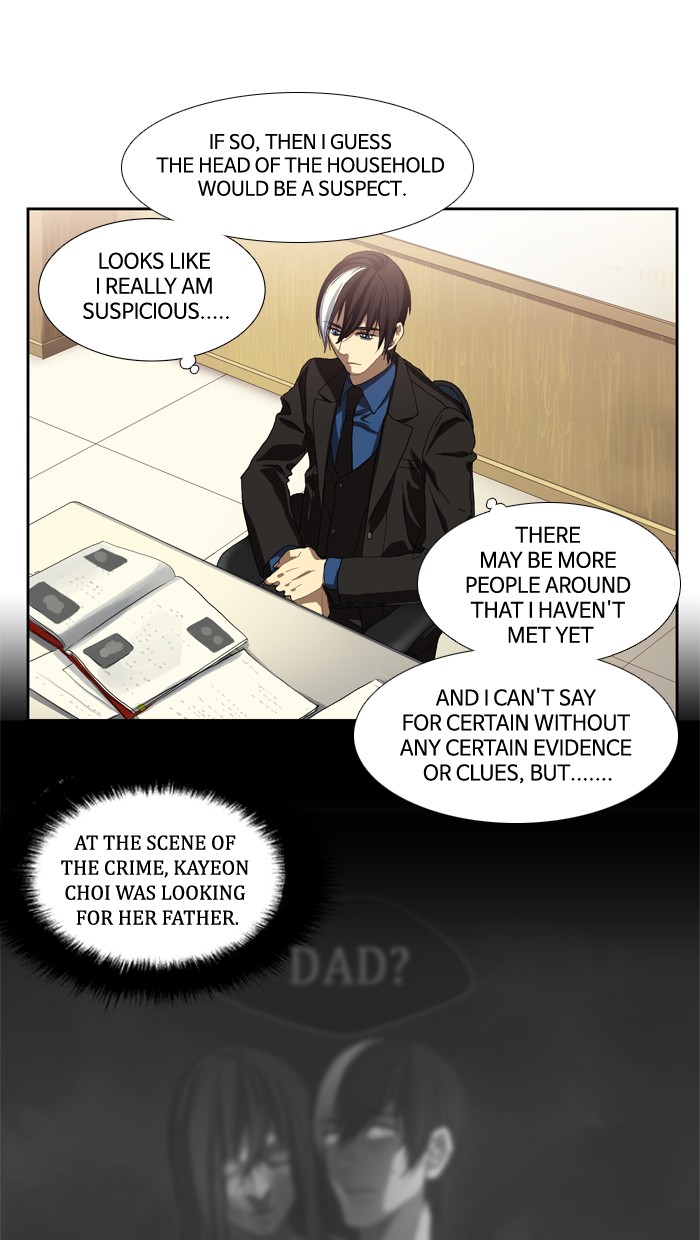 IF SO, THEN I GUESS
THE HEAD OF THE HOUSEHOLD
WOULD BE A SUSPECT.
LOOKS LIKE
I REALLY AM
SUSPICIOUS.....
THERE
MAY BE MORE
PEOPLE AROUND
THAT I HAVEN'T
MET YET
AND I CAN'T SAY
FOR CERTAIN WITHOUT
ANY CERTAIN EVIDENCE
OR CLUES, BUT.......
AT THE SCENE OF
THE CRIME, KAYEON
CHOI WAS LOOKING
FOR HER FATHER.
DAD?